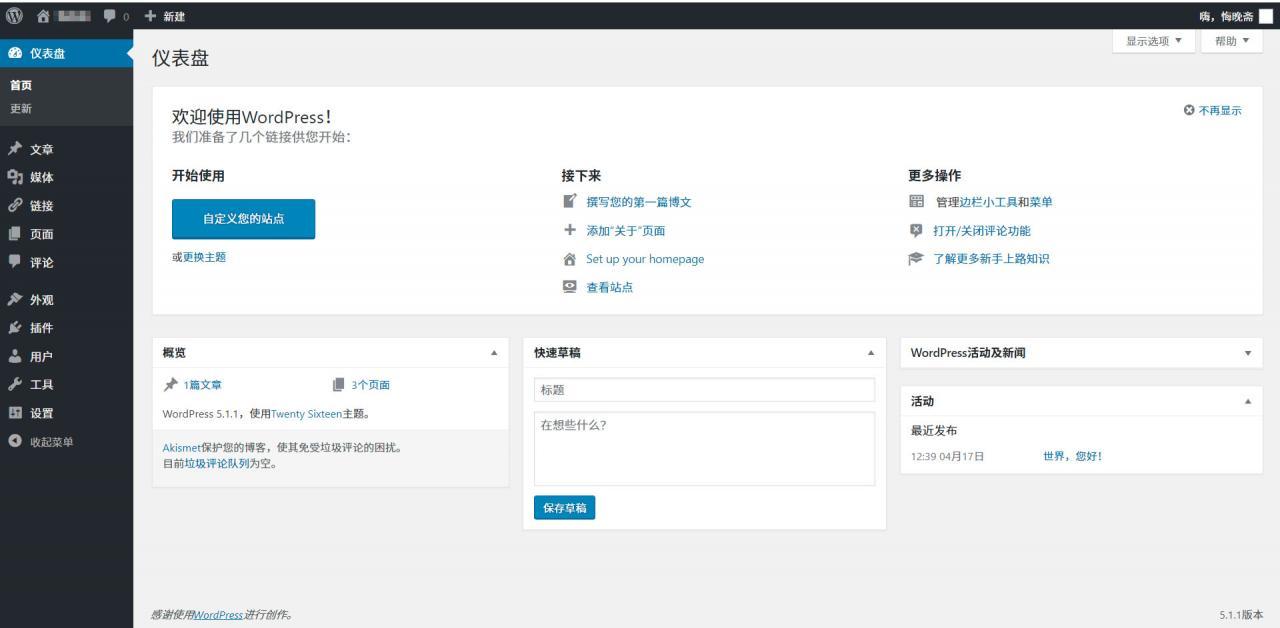 0 新建 嗨，悔晚斋
仪表盘
首页
更新
文章
媒体
链接
页面
评论
外观
插件
用户
工具
设置
收起菜单
仪表盘
显示选项 帮助
欢迎使用WordPress！
我们准备了几个链接供您开始：
不再显示
开始使用
自定义您的站点
或更换主题
接下来
撰写您的第一篇博文
添加“关于”页面
Set up your homepage
查看站点
更多操作
管理边栏小工具和菜单
打开/关闭评论功能
了解更多新手上路知识
概览
1篇文章 3个页面
WordPress 5.1.1，使用Twenty Sixteen主题。
Akismet保护您的博客，使其免受垃圾评论的困扰。
目前垃圾评论队列为空。
快速草稿
标题
在想些什么？
保存草稿
WordPress活动及新闻
活动
最近发布
12:39 04月17日 世界，您好！
感谢使用WordPress进行创作。
5.1.1版本